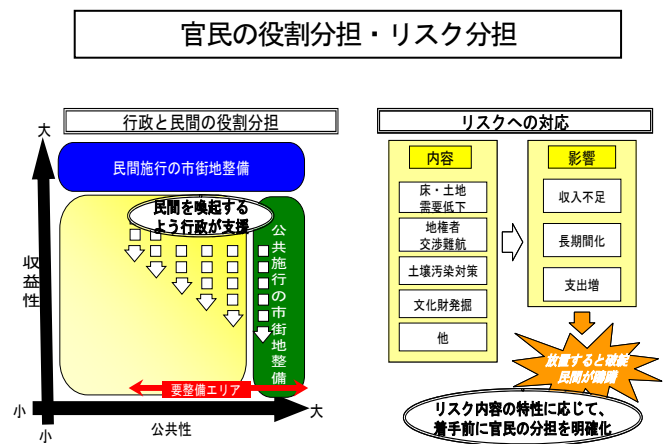 官民の役割分担・リスク分担
行政と民間の役割分担
大
民間施行の市街地整備
民間を喚起する
よう行政が支援
公共施行の市街地整備
収益性
要整備エリア
小
大
公共性
小
リスクへの対応
内容
床・土地
需要低下
地権者
交渉難航
土壌汚染対策
文化財発掘
他
影響
収入不足
長期間化
支出増
放置すると破綻
民間が躊躇
リスク内容の特性に応じて、
着手前に官民の分担を明確化